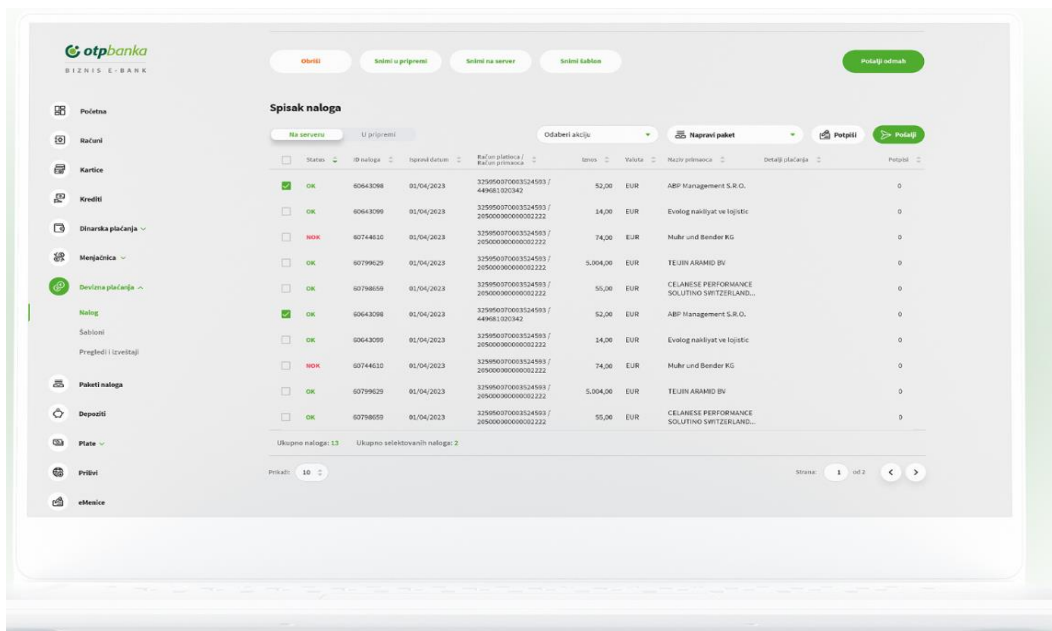 otpbanka
BIZNIS E-BANK
Obriši
Snimi u pripremi
Snimi na server
Snimi šablon
Pošalji odmah
Početna
Računi
Kartice
Krediti
Dinarska plaćanja
Menjačnica
Devizna plaćanja
Nalog
Šabloni
Pregledi i izveštaji
Paketi naloga
Depoziti
Plate
Prilivi
eMenice
Spisak naloga
Na serveru U pripremi Odaberi akciju Napravi paket Potpiši Pošalji
Status ID naloga Ispravi datum Račun platioca / Iznos Valuta Naziv primaoca Detalji plaćanja Potpisi
Račun primaoca
OK 60643098 01/04/2023 325950070003524593 / 52,00 EUR ABP Management S.R.O. 0
449681020342
OK 60643099 01/04/2023 325950070003524593 / 14,00 EUR Evolog nakliyat ve lojistic 0
205000000000002222
NOK 60744610 01/04/2023 325950070003524593 / 74,00 EUR Muhr und Bender KG 0
205000000000002222
OK 60799629 01/04/2023 325950070003524593 / 5.004,00 EUR TEIJIN ARAMID BV 0
205000000000002222
OK 60798659 01/04/2023 325950070003524593 / 55,00 EUR CELANESE PERFORMANCE 0
205000000000002222 SOLUTINO SWITZERLAND...
OK 60643098 01/04/2023 325950070003524593 / 52,00 EUR ABP Management S.R.O. 0
449681020342
OK 60643099 01/04/2023 325950070003524593 / 14,00 EUR Evolog nakliyat ve lojistic 0
205000000000002222
NOK 60744610 01/04/2023 325950070003524593 / 74,00 EUR Muhr und Bender KG 0
205000000000002222
OK 60799629 01/04/2023 325950070003524593 / 5.004,00 EUR TEIJIN ARAMID BV 0
205000000000002222
OK 60798659 01/04/2023 325950070003524593 / 55,00 EUR CELANESE PERFORMANCE 0
205000000000002222 SOLUTINO SWITZERLAND...
Ukupno naloga: 13 Ukupno selektovanih naloga: 2
Prikaži: 10 Strana: 1 od 2